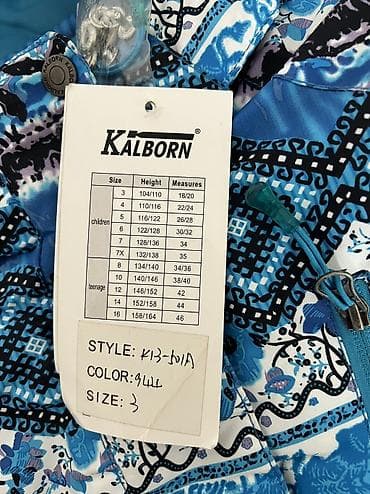 KALBORN KALB
KALBORN®
Size Height Measures
children
3 104/110 18/20
4 110/116 22/24
5 116/122 26/28
6 122/128 30/32
7 128/136 34
7X 132/138 35
teenage
8 134/140 34/36
10 140/146 38/40
12 146/152 42
14 152/158 44
16 158/164 46
STYLE: K13-101A
COLOR: 944
SIZE: 3